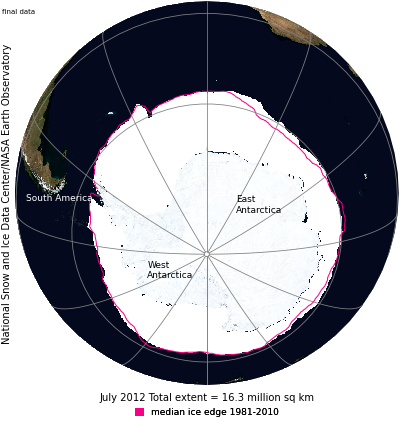 final data
National Snow and Ice Data Center/NASA Earth Observatory
South America
East
Antarctica
West
Antarctica
July 2012 Total extent = 16.3 million sq km
median ice edge 1981-2010